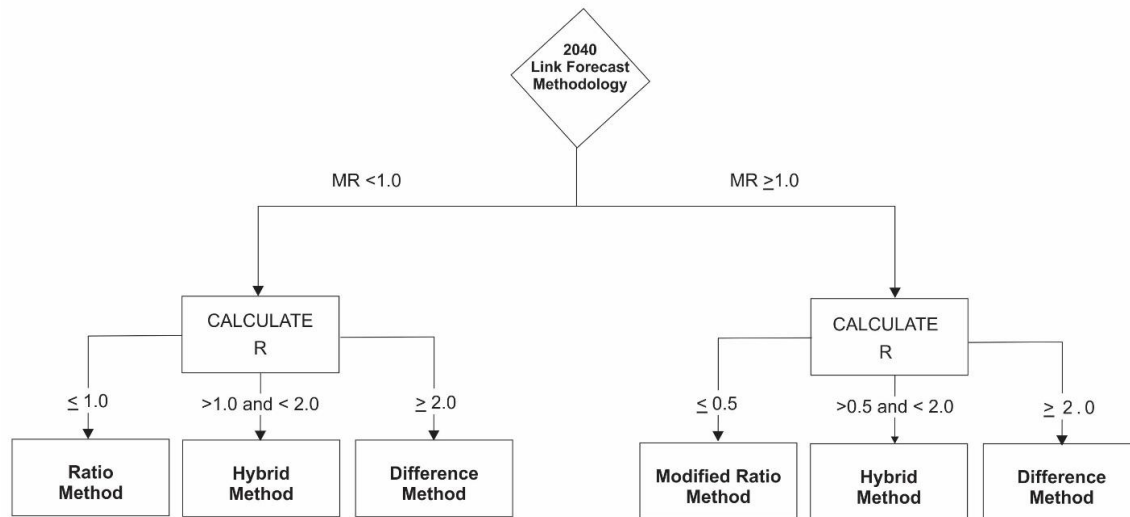 2040
Link Forecast
Methodology
MR <1.0
MR ≥1.0
CALCULATE
R
CALCULATE
R
≤ 1.0
>1.0 and < 2.0
≥ 2.0
≤ 0.5
>0.5 and < 2.0
≥ 2.0
Ratio
Method
Hybrid
Method
Difference
Method
Modified Ratio
Method
Hybrid
Method
Difference
Method